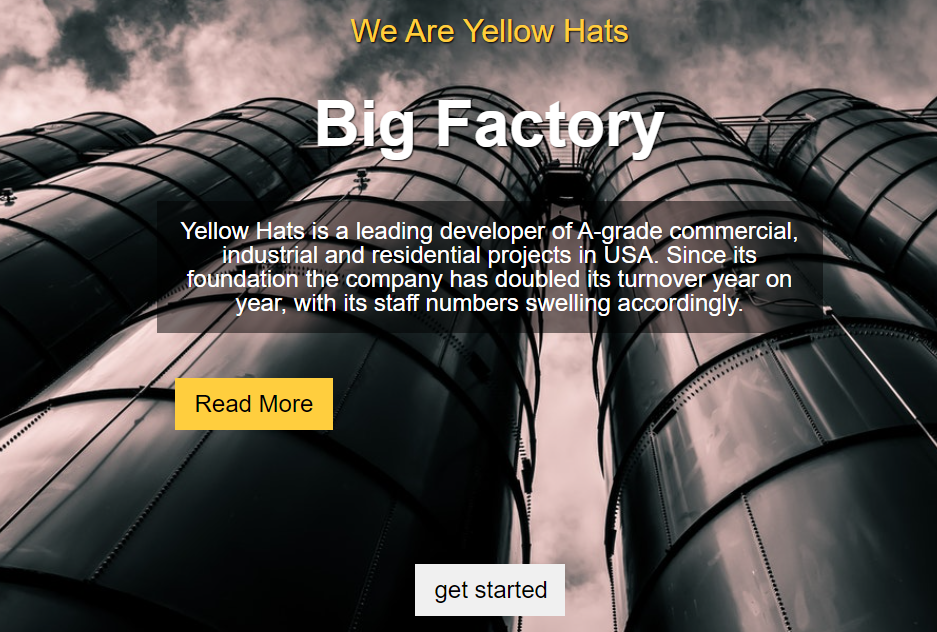 We Are Yellow Hats
Big Factory
Yellow Hats is a leading developer of A-grade commercial,
industrial and residential projects in USA. Since its
foundation the company has doubled its turnover year on
year, with its staff numbers swelling accordingly.
Read More
get started